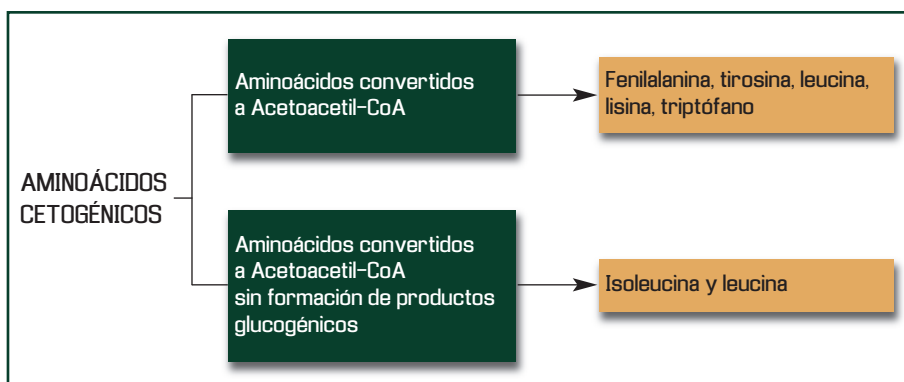 AMINOÁCIDOS
CETOGÉNICOS
Aminoácidos convertidos
a Acetoacetil-CoA
Fenilalanina, tirosina, leucina,
lisina, triptófano
Aminoácidos convertidos
a Acetoacetil-CoA
sin formación de productos
glucogénicos
Isoleucina y leucina